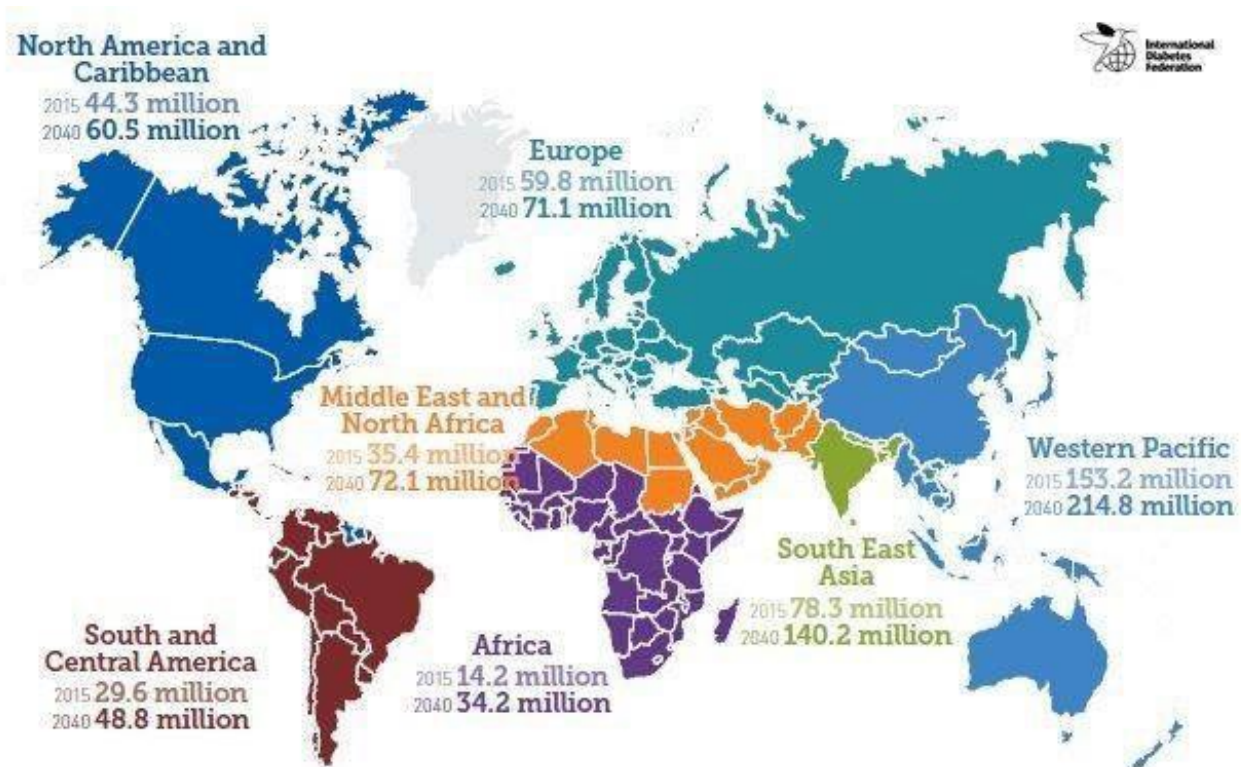 North America and
Caribbean
2015 44.3 million
2040 60.5 million
International
Diabetes
Federation
Europe
2015 59.8 million
2040 71.1 million
Middle East and
North Africa
2015 35.4 million
2040 72.1 million
Western Pacific
2015 153.2 million
2040 214.8 million
South East
Asia
2015 78.3 million
2040 140.2 million
South and
Central America
2015 29.6 million
2040 48.8 million
Africa
2015 14.2 million
2040 34.2 million